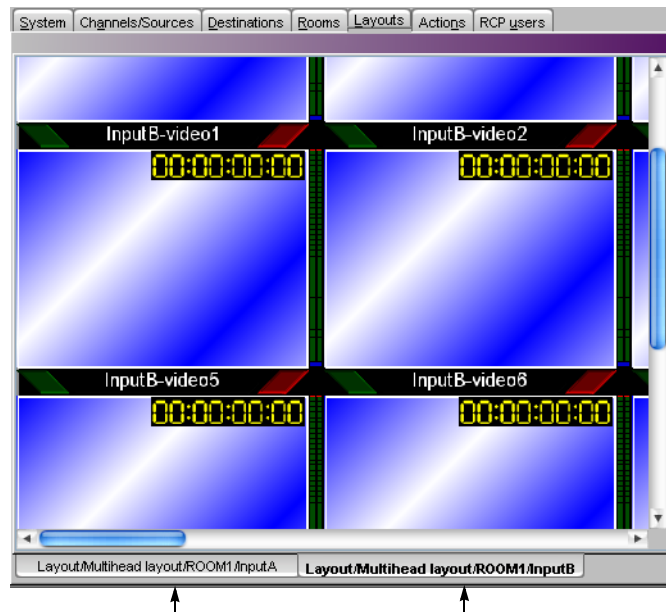 System Channels/Sources Destinations Rooms Layouts Actions RCP users
InputB-video1 InputB-video2
00:00:00:00 00:00:00:00
InputB-video5 InputB-video6
00:00:00:00 00:00:00:00
Layout/Multihead layout/ROOM1/InputA Layout/Multihead layout/ROOM1/InputB